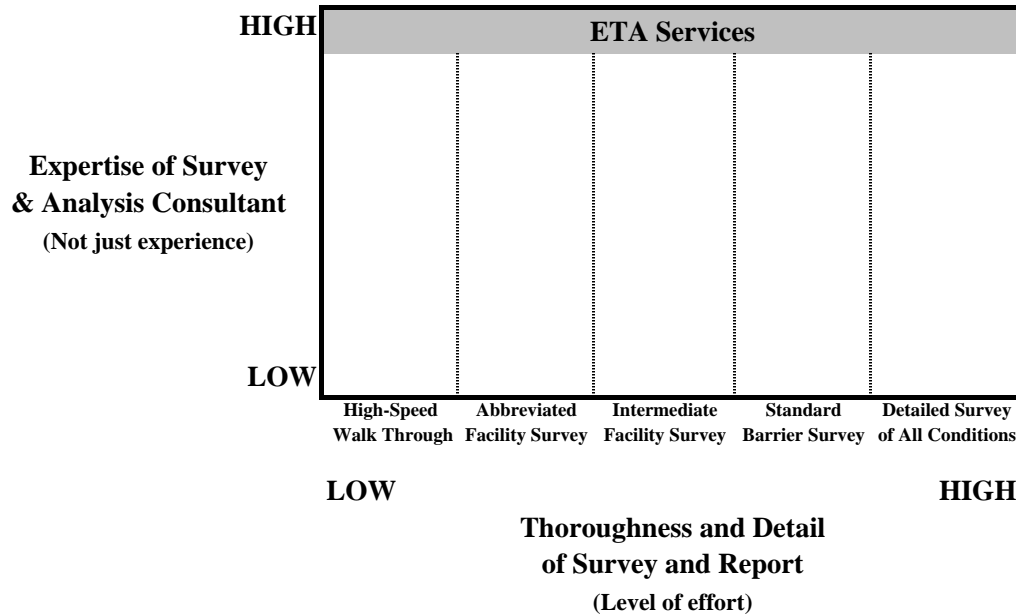 HIGH
ETA Services
Expertise of Survey
& Analysis Consultant
(Not just experience)
LOW
High-Speed
Walk Through
Abbreviated
Facility Survey
Intermediate
Facility Survey
Standard
Barrier Survey
Detailed Survey
of All Conditions
LOW
HIGH
Thoroughness and Detail
of Survey and Report
(Level of effort)